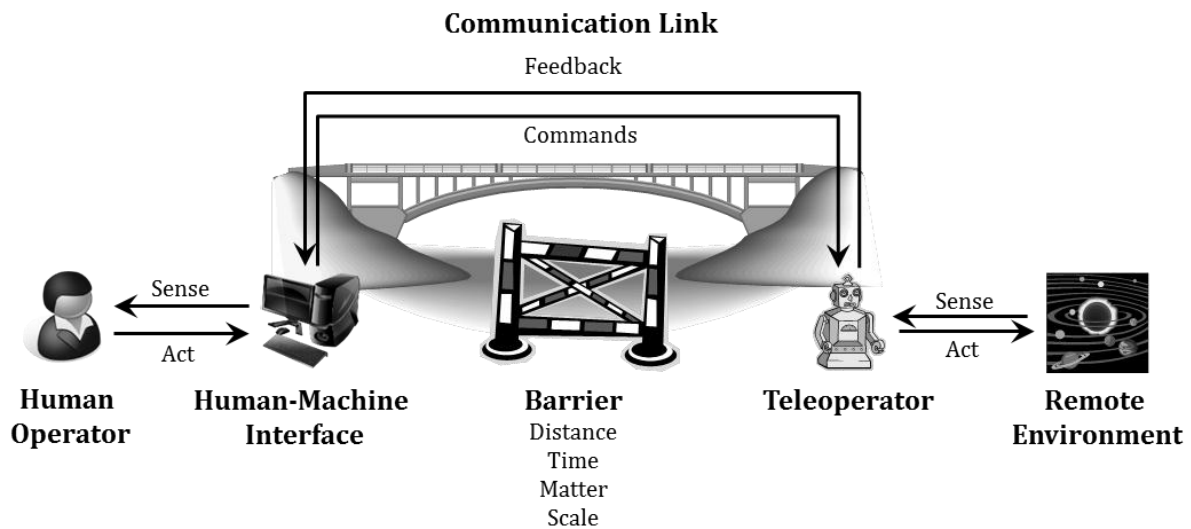 Communication Link
Feedback
Commands
Sense
Act
Sense
Act
Human
Operator
Human-Machine
Interface
Barrier
Distance
Time
Matter
Scale
Teleoperator
Remote
Environment